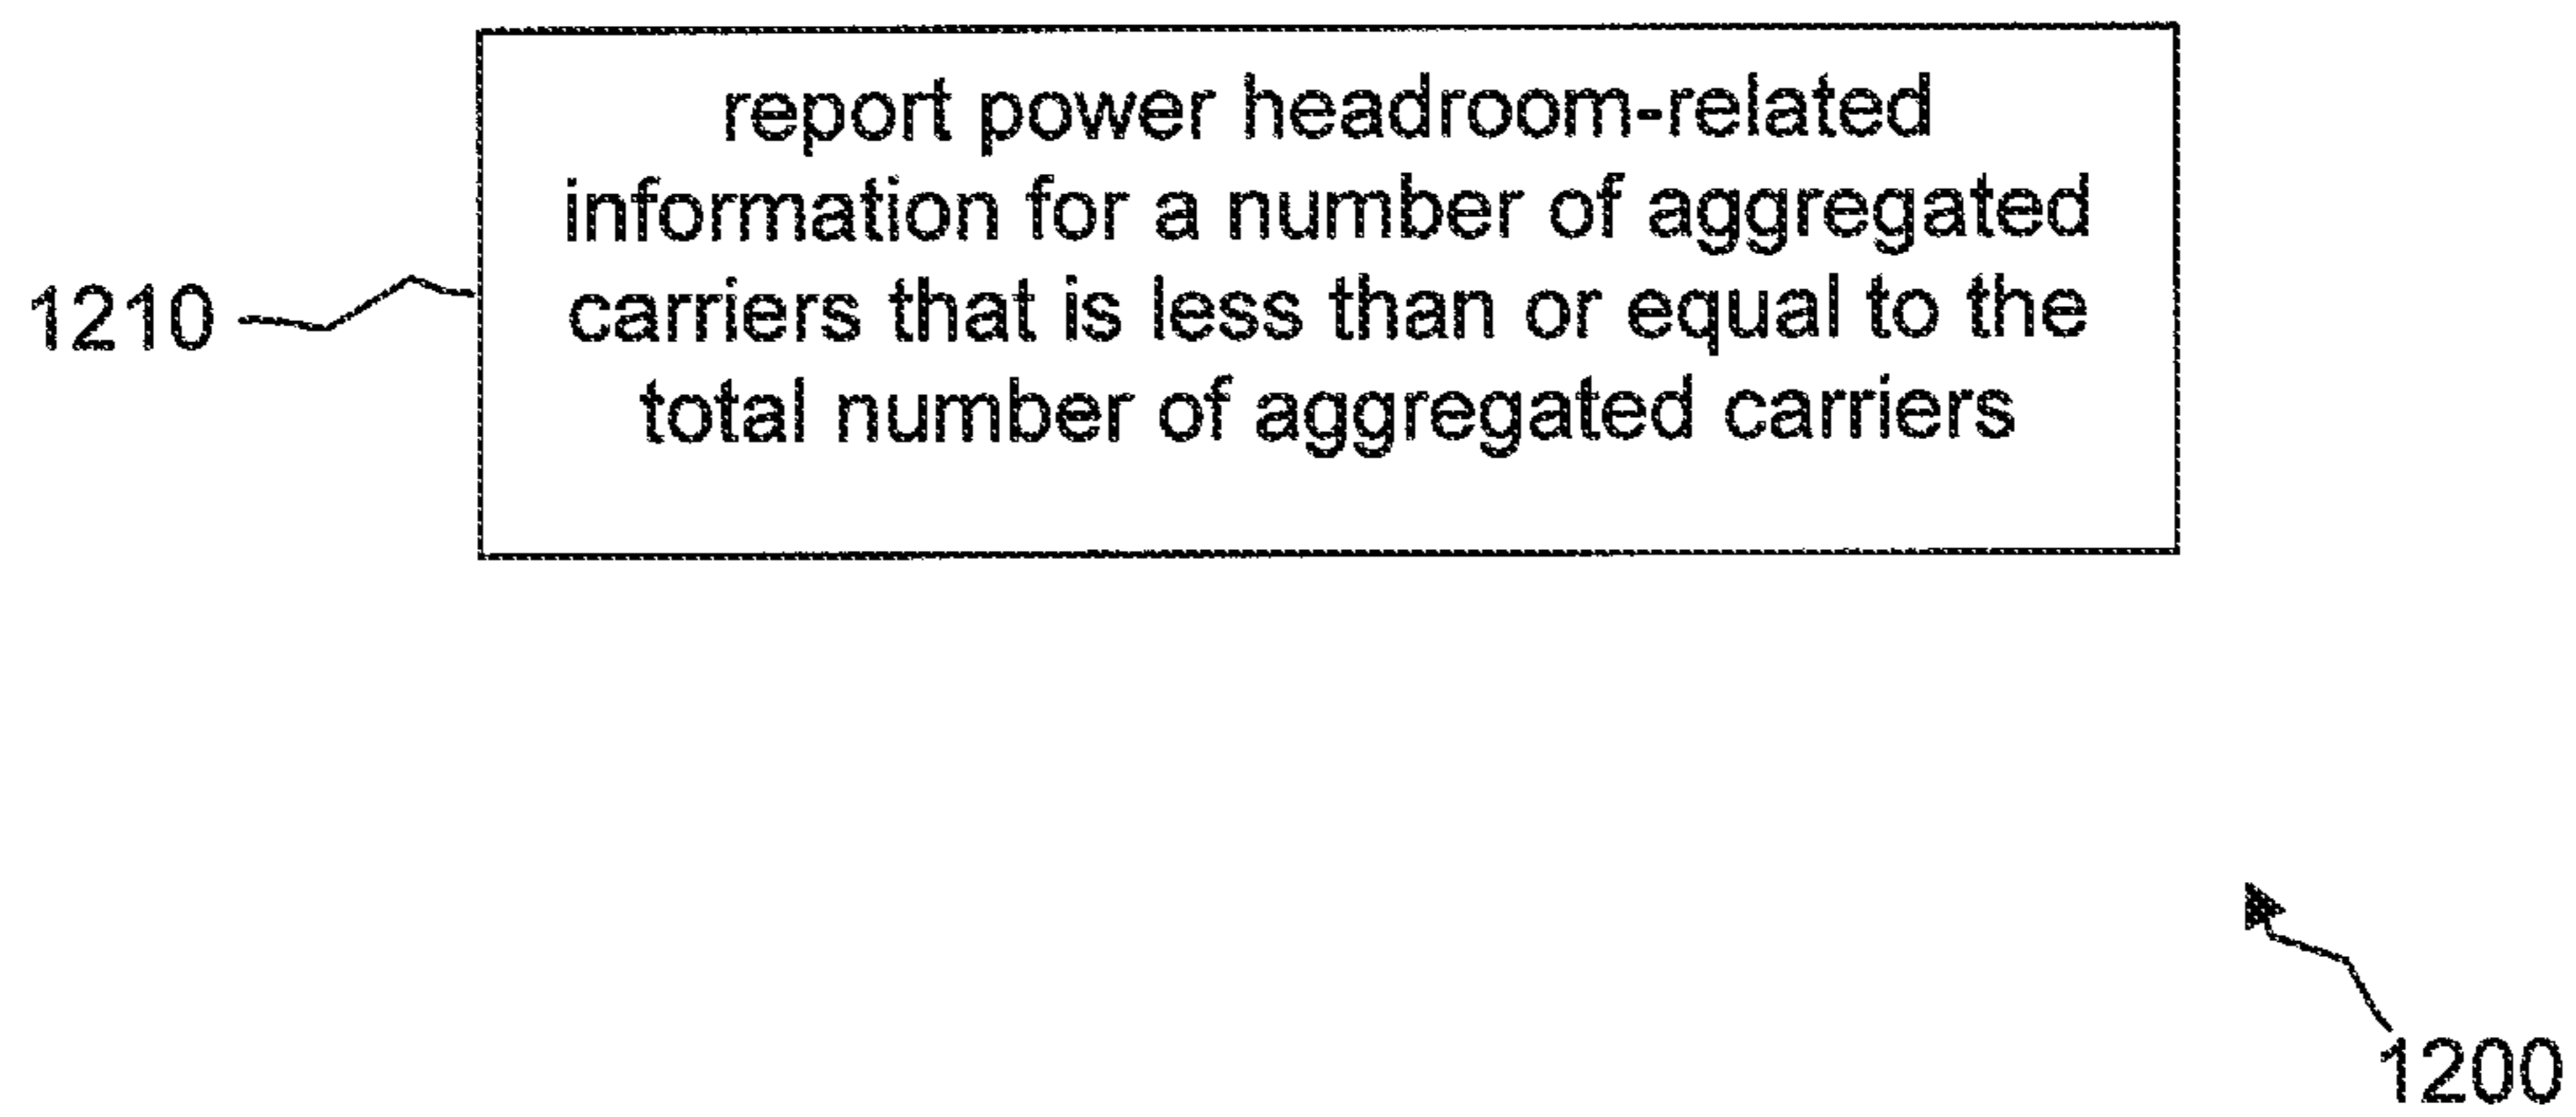 report power headroom-related
information for a number of aggregated
carriers that is less than or equal to the
total number of aggregated carriers
1210
1200